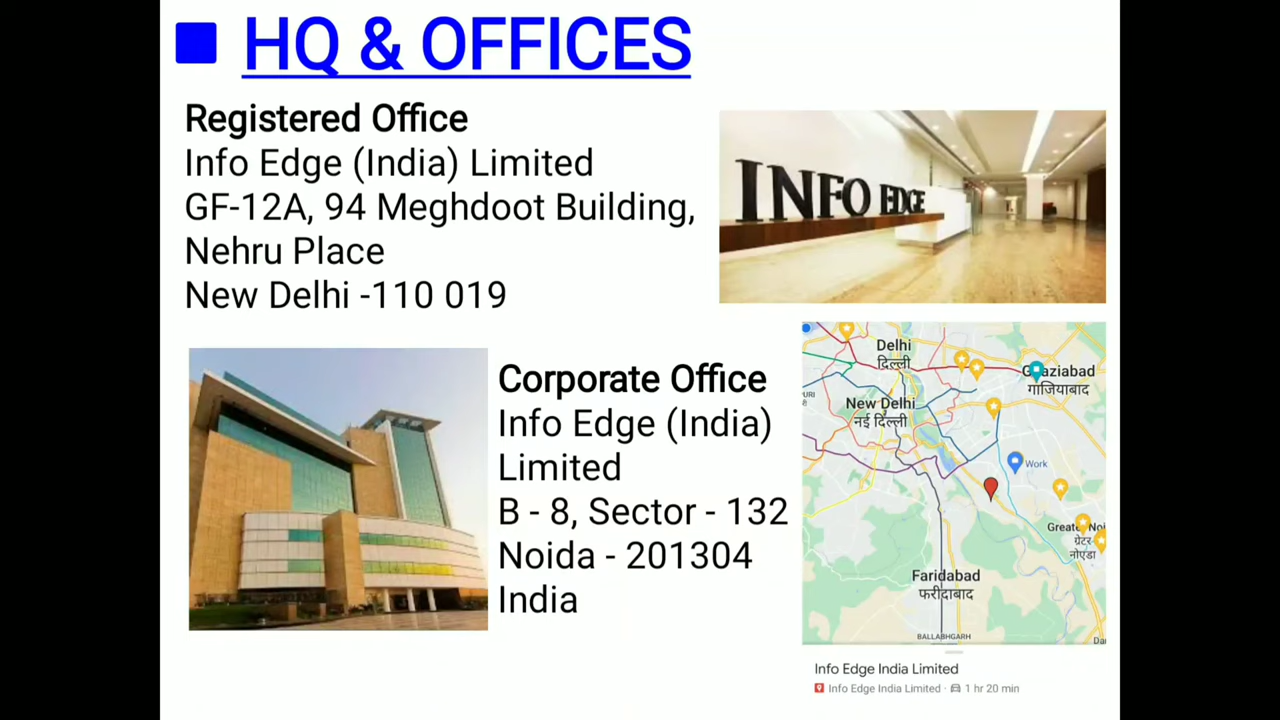 HQ & OFFICES
Registered Office
Info Edge (India) Limited
GF-12A, 94 Meghdoot Building,
Nehru Place
New Delhi -110 019
INFO EDGE
Corporate Office
Info Edge (India)
Limited
B - 8, Sector - 132
Noida - 201304
India
Delhi
दिल्ली
Ghaziabad
गाजियाबाद
New Delhi
नई दिल्ली
Work
ग्रेटर
नोएडा
Faridabad
फरीदाबाद
BALLABHGARH
Info Edge India Limited
Info Edge India Limited · 1 hr 20 min